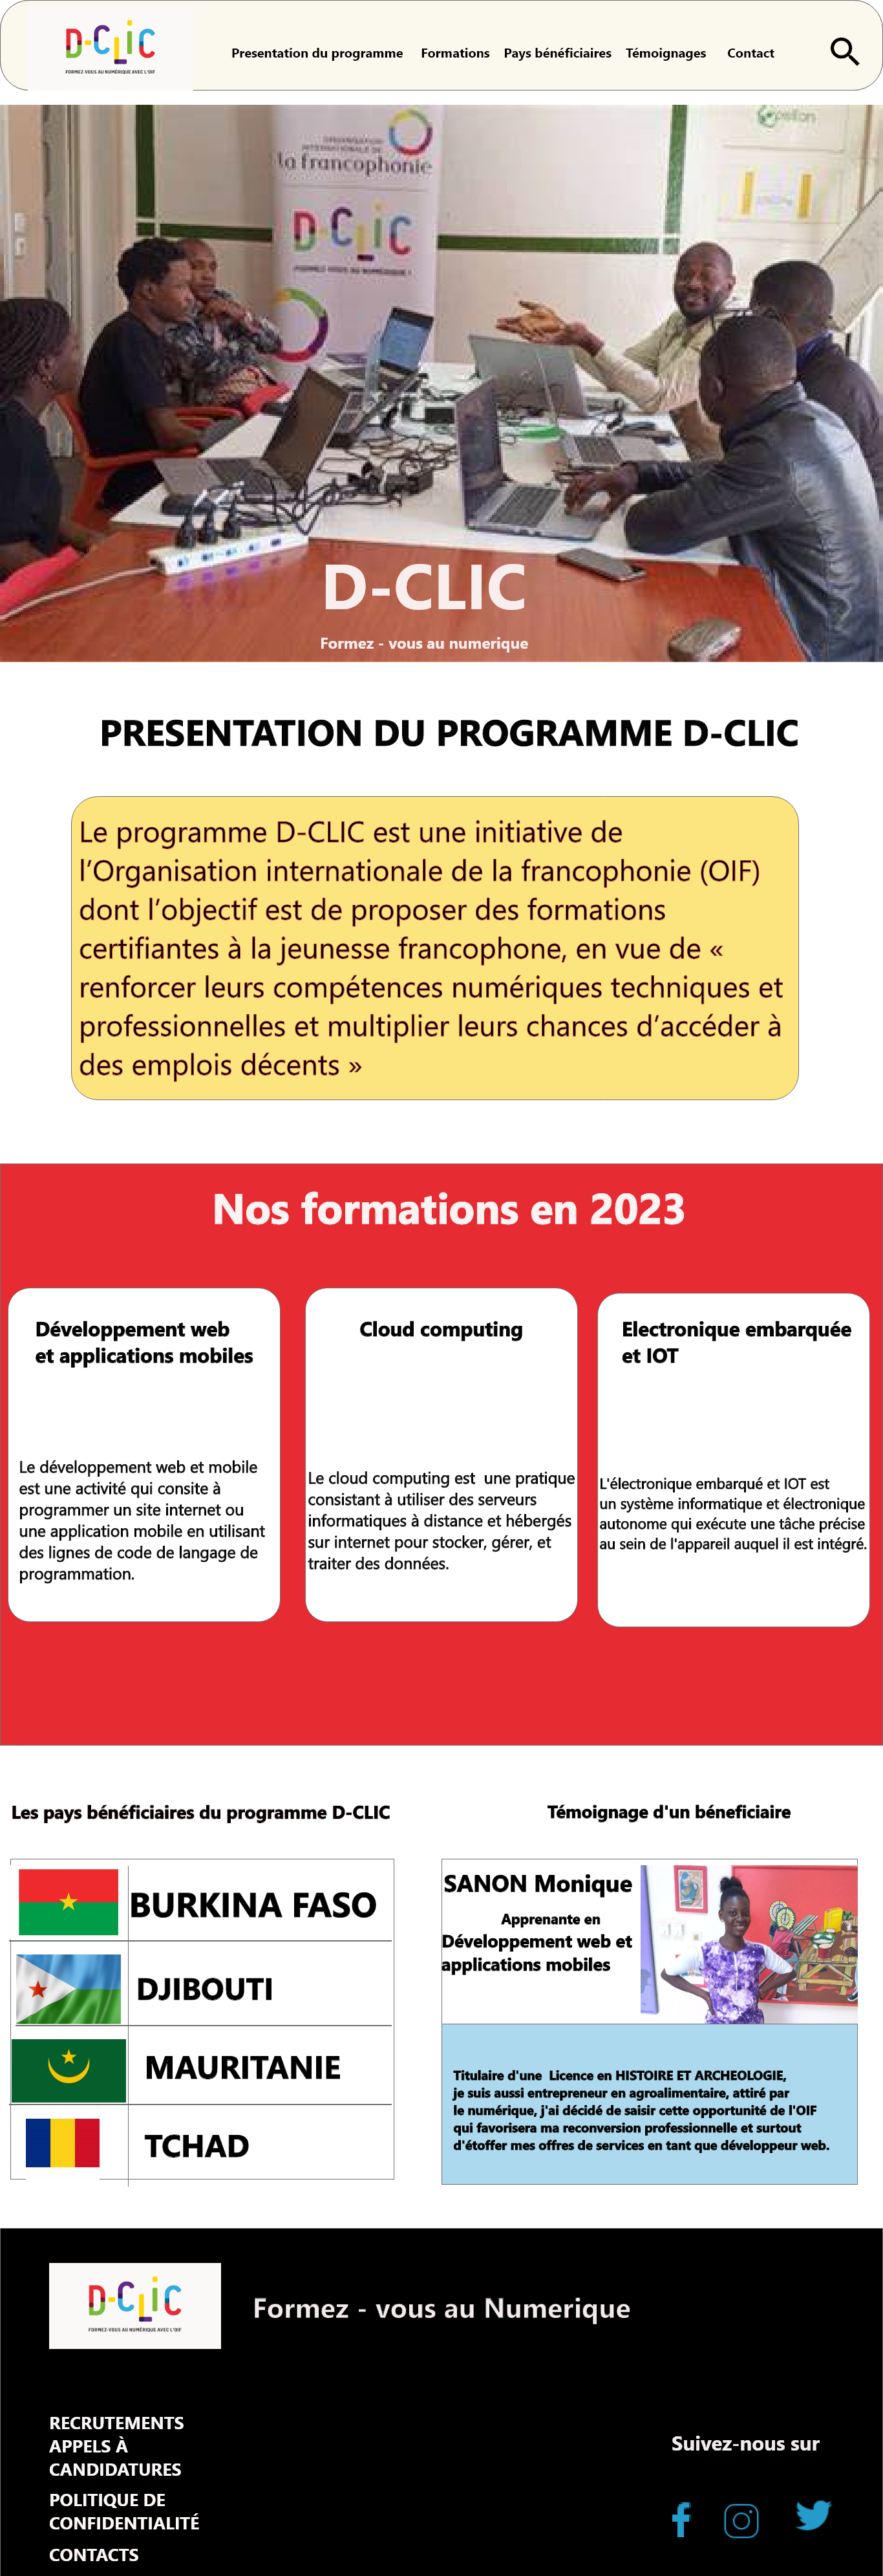 D-CLIC
FORMEZ-VOUS AU NUMÉRIQUE AVEC L'OIF
Presentation du programme Formations Pays bénéficiaires Témoignages Contact
ORGANISATION
INTERNATIONALE DE
la francophonie
D-CLIC
FORMEZ-VOUS AU NUMÉRIQUE !
D-CLIC
Formez - vous au numerique
PRESENTATION DU PROGRAMME D-CLIC
Le programme D-CLIC est une initiative de
l’Organisation internationale de la francophonie (OIF)
dont l’objectif est de proposer des formations
certifiantes à la jeunesse francophone, en vue de «
renforcer leurs compétences numériques techniques et
professionnelles et multiplier leurs chances d’accéder à
des emplois décents »
Nos formations en 2023
Développement web
et applications mobiles
Le développement web et mobile
est une activité qui consite à
programmer un site internet ou
une application mobile en utilisant
des lignes de code de langage de
programmation.
Cloud computing
Le cloud computing est  une pratique
consistant à utiliser des serveurs
informatiques à distance et hébergés
sur internet pour stocker, gérer, et
traiter des données.
Electronique embarquée
et IOT
L'électronique embarqué et IOT est
un système informatique et électronique
autonome qui exécute une tâche précise
au sein de l'appareil auquel il est intégré.
Les pays bénéficiaires du programme D-CLIC
BURKINA FASO
DJIBOUTI
MAURITANIE
TCHAD
Témoignage d'un béneficiaire
SANON Monique
Apprenante en
Développement web et
applications mobiles
Titulaire d'une  Licence en HISTOIRE ET ARCHEOLOGIE,
je suis aussi entrepreneur en agroalimentaire, attiré par
le numérique, j'ai décidé de saisir cette opportunité de l'OIF
qui favorisera ma reconversion professionnelle et surtout
d'étoffer mes offres de services en tant que développeur web.
D-CLIC
FORMEZ-VOUS AU NUMÉRIQUE AVEC L'OIF
Formez - vous au Numerique
RECRUTEMENTS
APPELS À
CANDIDATURES
POLITIQUE DE
CONFIDENTIALITÉ
CONTACTS
Suivez-nous sur